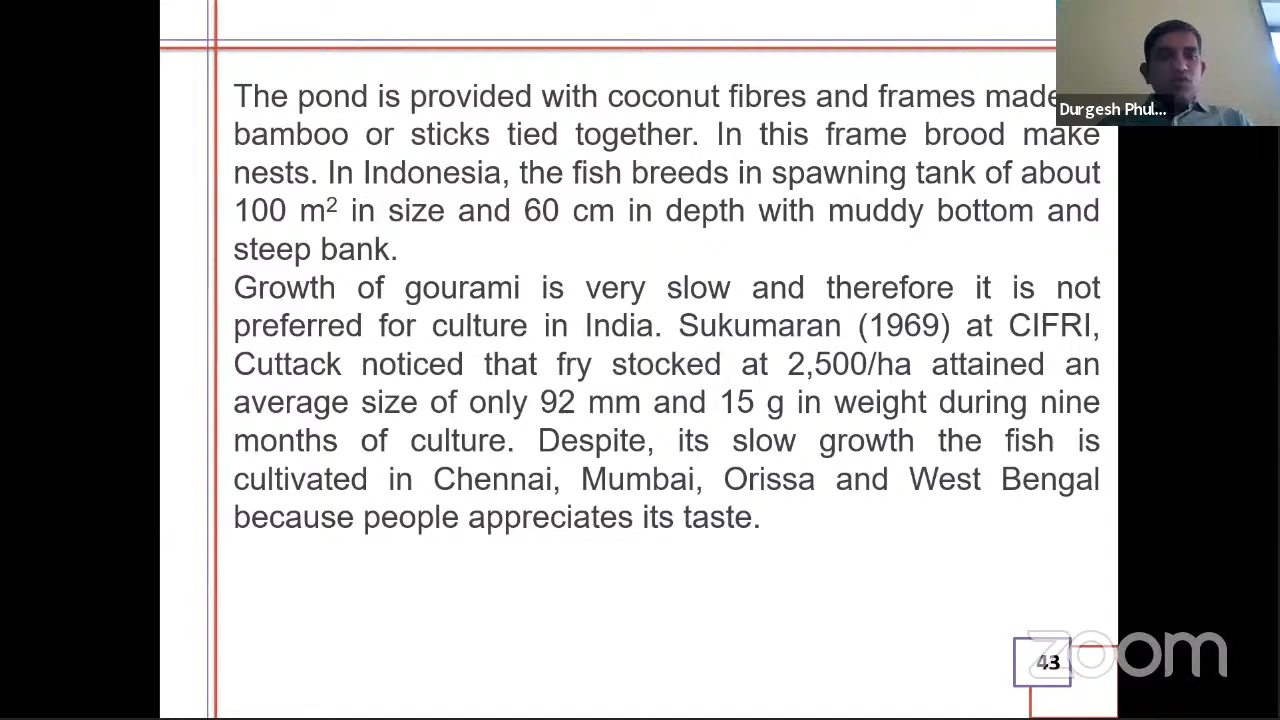 The pond is provided with coconut fibres and frames made
bamboo or sticks tied together. In this frame brood make
nests. In Indonesia, the fish breeds in spawning tank of about
100 m² in size and 60 cm in depth with muddy bottom and
steep bank.
Growth of gourami is very slow and therefore it is not
preferred for culture in India. Sukumaran (1969) at CIFRI,
Cuttack noticed that fry stocked at 2,500/ha attained an
average size of only 92 mm and 15 g in weight during nine
months of culture. Despite, its slow growth the fish is
cultivated in Chennai, Mumbai, Orissa and West Bengal
because people appreciates its taste.
Durgesh Phul...
43
zoom